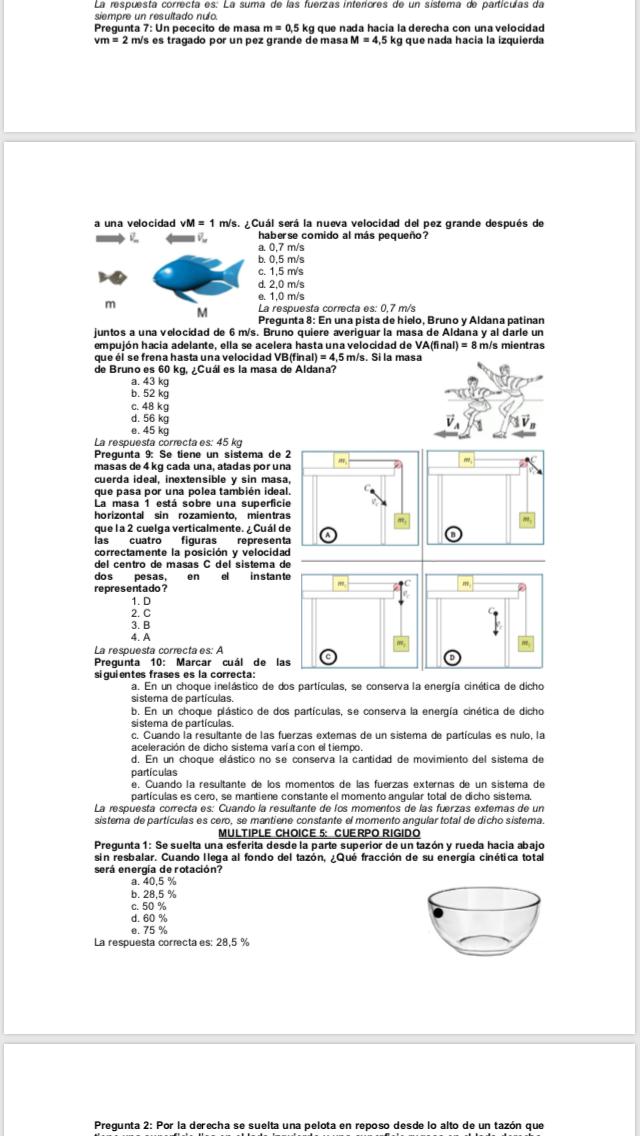 La respuesta correcta es: La suma de las fuerzas interiores de un sistema de partículas da
siempre un resultado nulo.
Pregunta 7: Un pececito de masa m = 0,5 kg que nada hacia la derecha con una velocidad
vm = 2 m/s es tragado por un pez grande de masa M = 4,5 kg que nada hacia la izquierda
a una velocidad vM = 1 m/s. ¿Cuál será la nueva velocidad del pez grande después de
haberse comido al más pequeño?
a. 0,7 m/s
b. 0,5 m/s
c. 1,5 m/s
d. 2,0 m/s
e. 1,0 m/s
m
M
La respuesta correcta es: 0,7 m/s
Pregunta 8: En una pista de hielo, Bruno y Aldana patinan
juntos a una velocidad de 6 m/s. Bruno quiere averiguar la masa de Aldana y al darle un
empujón hacia adelante, ella se acelera hasta una velocidad de VA(final) = 8 m/s mientras
que él se frena hasta una velocidad VB(final) = 4,5 m/s. Si la masa
de Bruno es 60 kg, ¿Cuál es la masa de Aldana?
a. 43 kg
b. 52 kg
c. 48 kg
d. 56 kg
e. 45 kg
V_A
V_B
La respuesta correcta es: 45 kg
Pregunta 9: Se tiene un sistema de 2
masas de 4 kg cada una, atadas por una
cuerda ideal, inextensible y sin masa,
que pasa por una polea también ideal.
La masa 1 está sobre una superficie
horizontal sin rozamiento, mientras
que la 2 cuelga verticalmente. ¿Cuál de
las cuatro figuras representa
correctamente la posición y velocidad
del centro de masas C del sistema de
dos pesas, en el instante
representado?
1. D
2. C
3. B
4. A
La respuesta correcta es: A
A
B
C
D
Pregunta 10: Marcar cuál de las
siguientes frases es la correcta:
a. En un choque inelástico de dos partículas, se conserva la energía cinética de dicho
sistema de partículas.
b. En un choque plástico de dos partículas, se conserva la energía cinética de dicho
sistema de partículas.
c. Cuando la resultante de las fuerzas externas de un sistema de partículas es nulo, la
aceleración de dicho sistema varía con el tiempo.
d. En un choque elástico no se conserva la cantidad de movimiento del sistema de
partículas
e. Cuando la resultante de los momentos de las fuerzas externas de un sistema de
partículas es cero, se mantiene constante el momento angular total de dicho sistema.
La respuesta correcta es: Cuando la resultante de los momentos de las fuerzas externas de un
sistema de partículas es cero, se mantiene constante el momento angular total de dicho sistema.
MULTIPLE CHOICE 5: CUERPO RIGIDO
Pregunta 1: Se suelta una esferita desde la parte superior de un tazón y rueda hacia abajo
sin resbalar. Cuando llega al fondo del tazón, ¿Qué fracción de su energía cinética total
será energía de rotación?
a. 40,5 %
b. 28,5 %
c. 50 %
d. 60 %
e. 75 %
La respuesta correcta es: 28,5 %
Pregunta 2: Por la derecha se suelta una pelota en reposo desde lo alto de un tazón que